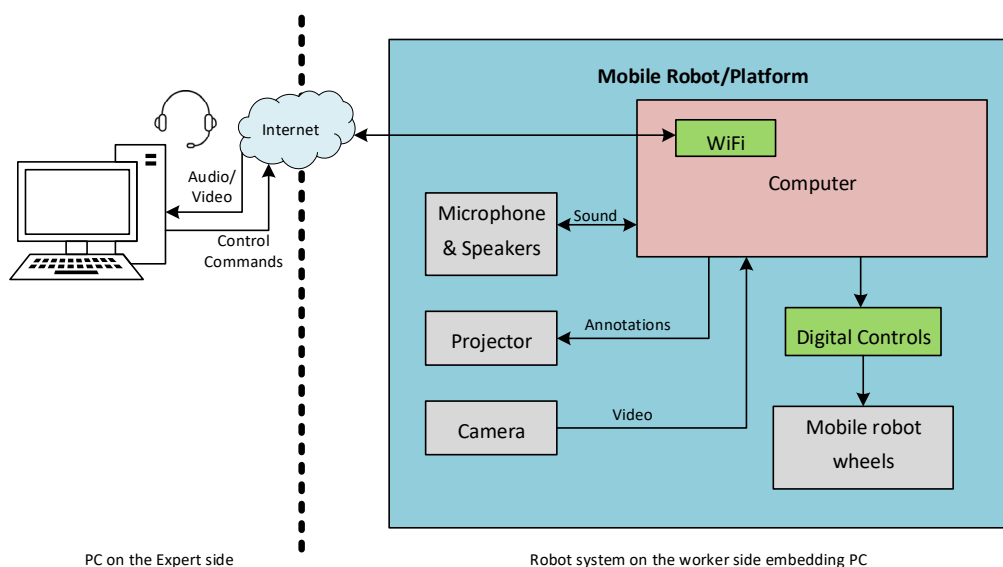 Mobile Robot/Platform
Internet
WiFi
Computer
Audio/
Video
Control
Commands
Microphone
& Speakers
Sound
Projector
Annotations
Digital Controls
Camera
Video
Mobile robot
wheels
PC on the Expert side
Robot system on the worker side embedding PC